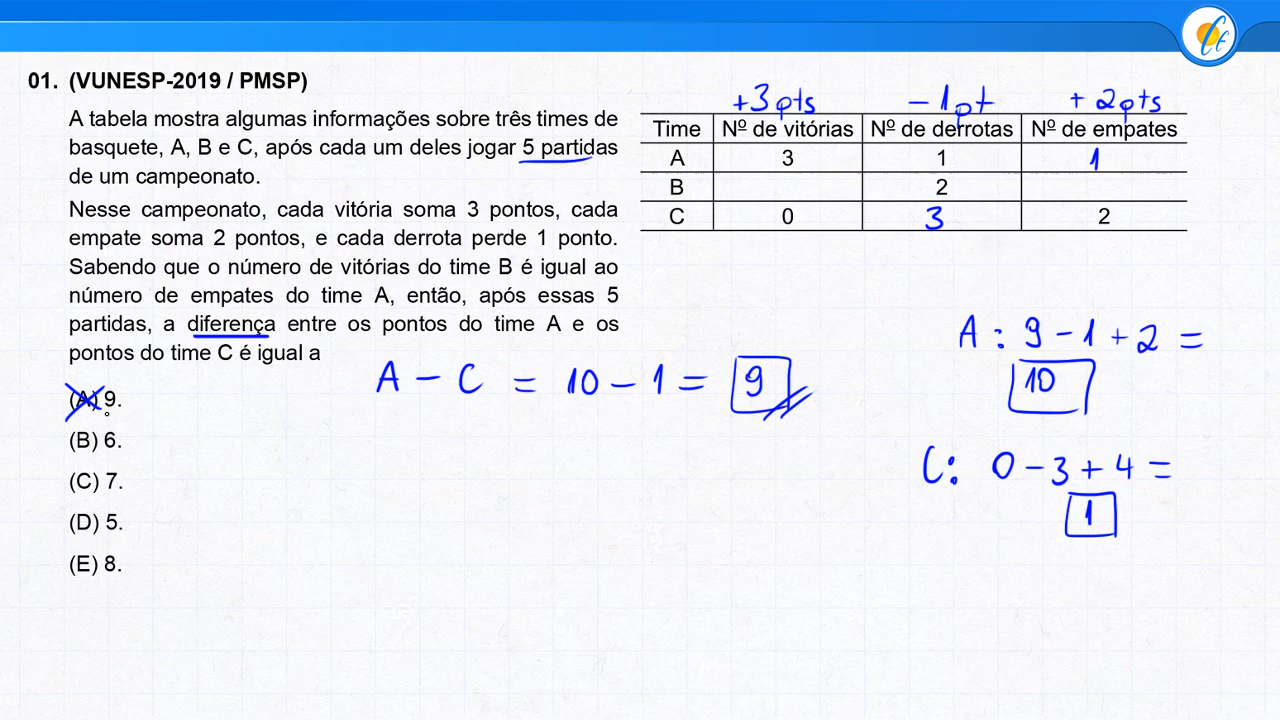 01. (VUNESP-2019 / PMSP)
A tabela mostra algumas informações sobre três times de
basquete, A, B e C, após cada um deles jogar 5 partidas
de um campeonato.
Nesse campeonato, cada vitória soma 3 pontos, cada
empate soma 2 pontos, e cada derrota perde 1 ponto.
Sabendo que o número de vitórias do time B é igual ao
número de empates do time A, então, após essas 5
partidas, a diferença entre os pontos do time A e os
pontos do time C é igual a
(A) 9.
(B) 6.
(C) 7.
(D) 5.
(E) 8.
A - C = 10 - 1 = 9
+3pts -1pt +2pts
Time Nº de vitórias Nº de derrotas Nº de empates
A 3 1 1
B 2
C 0 3 2
A: 9 - 1 + 2 =
10
C: 0 - 3 + 4 =
1